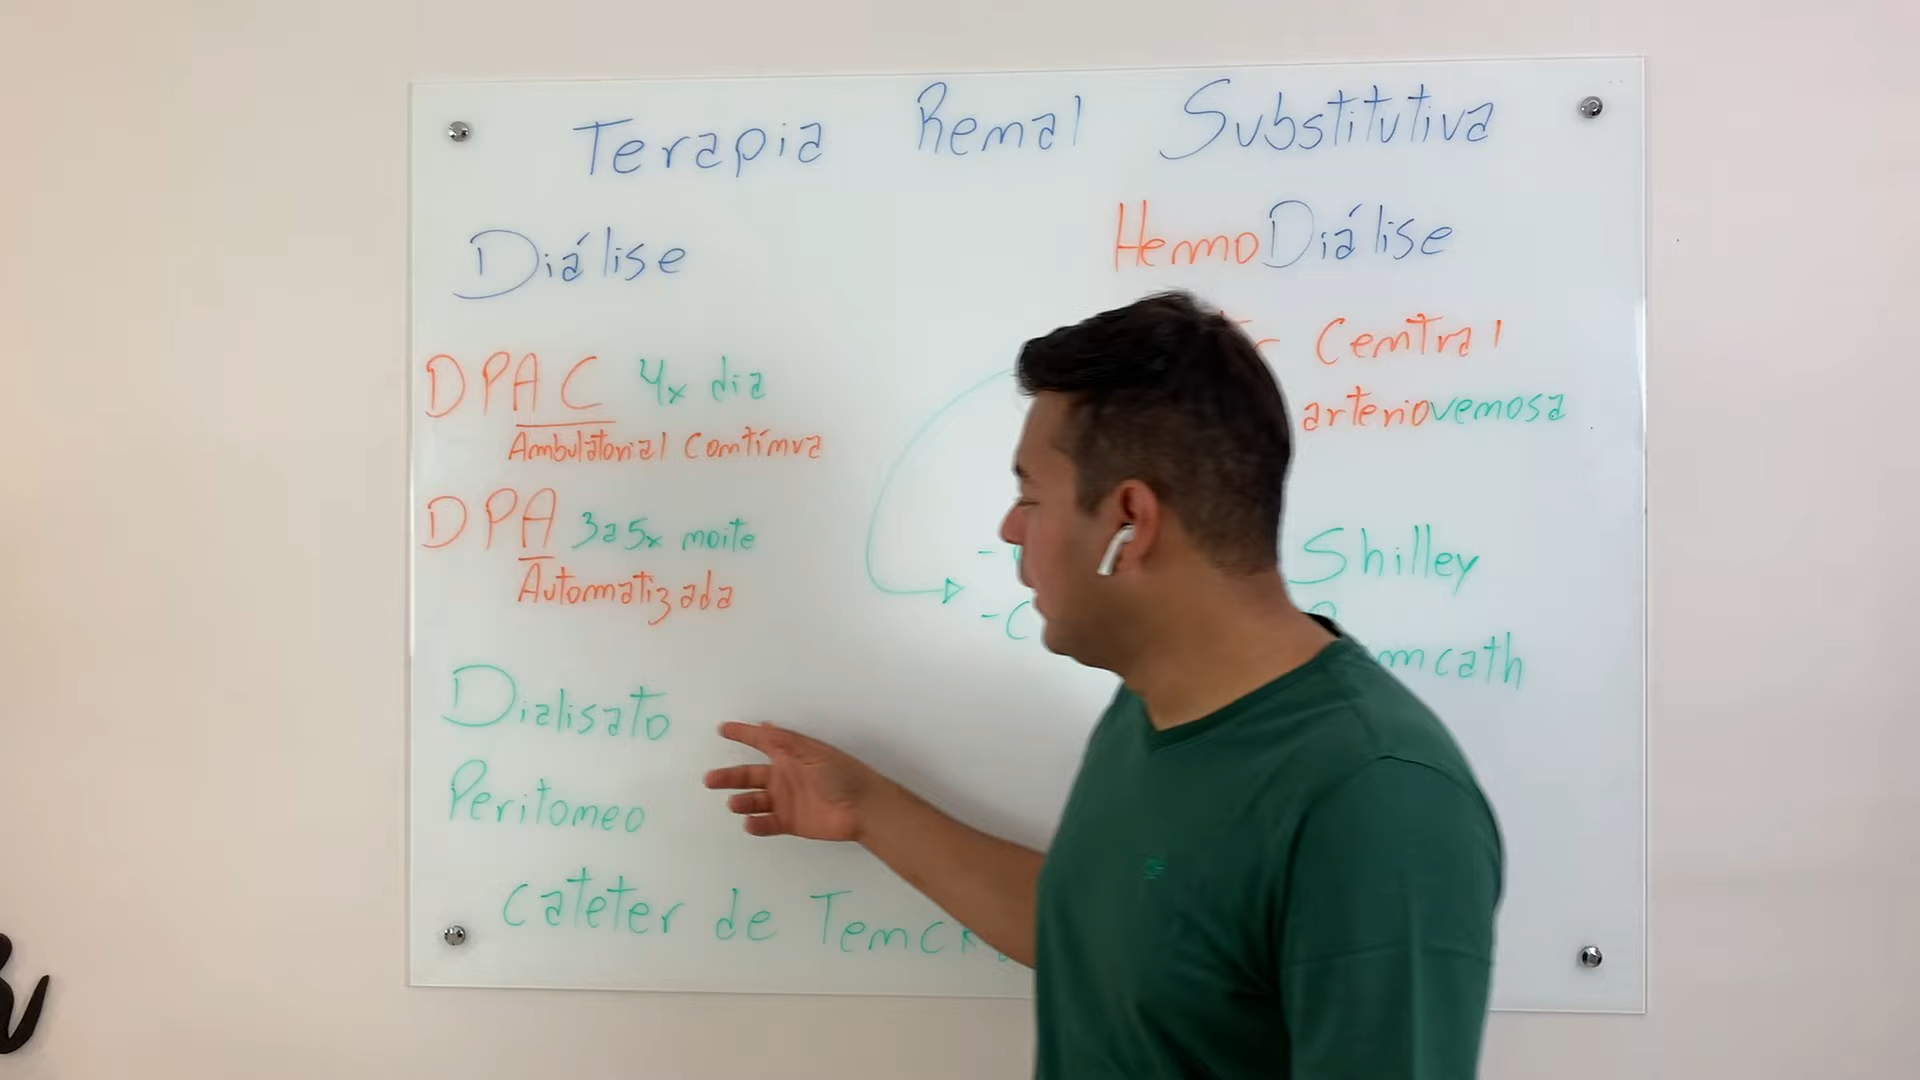 Terapia Renal Substitutiva
Diálise
DPAC 4x dia
Ambulatorial Contínua
DPA 3a5x noite
Automatizada
Dialisato
Peritoneo
Cateter de
HemoDiálise
Central
arteriovenosa
Shilley